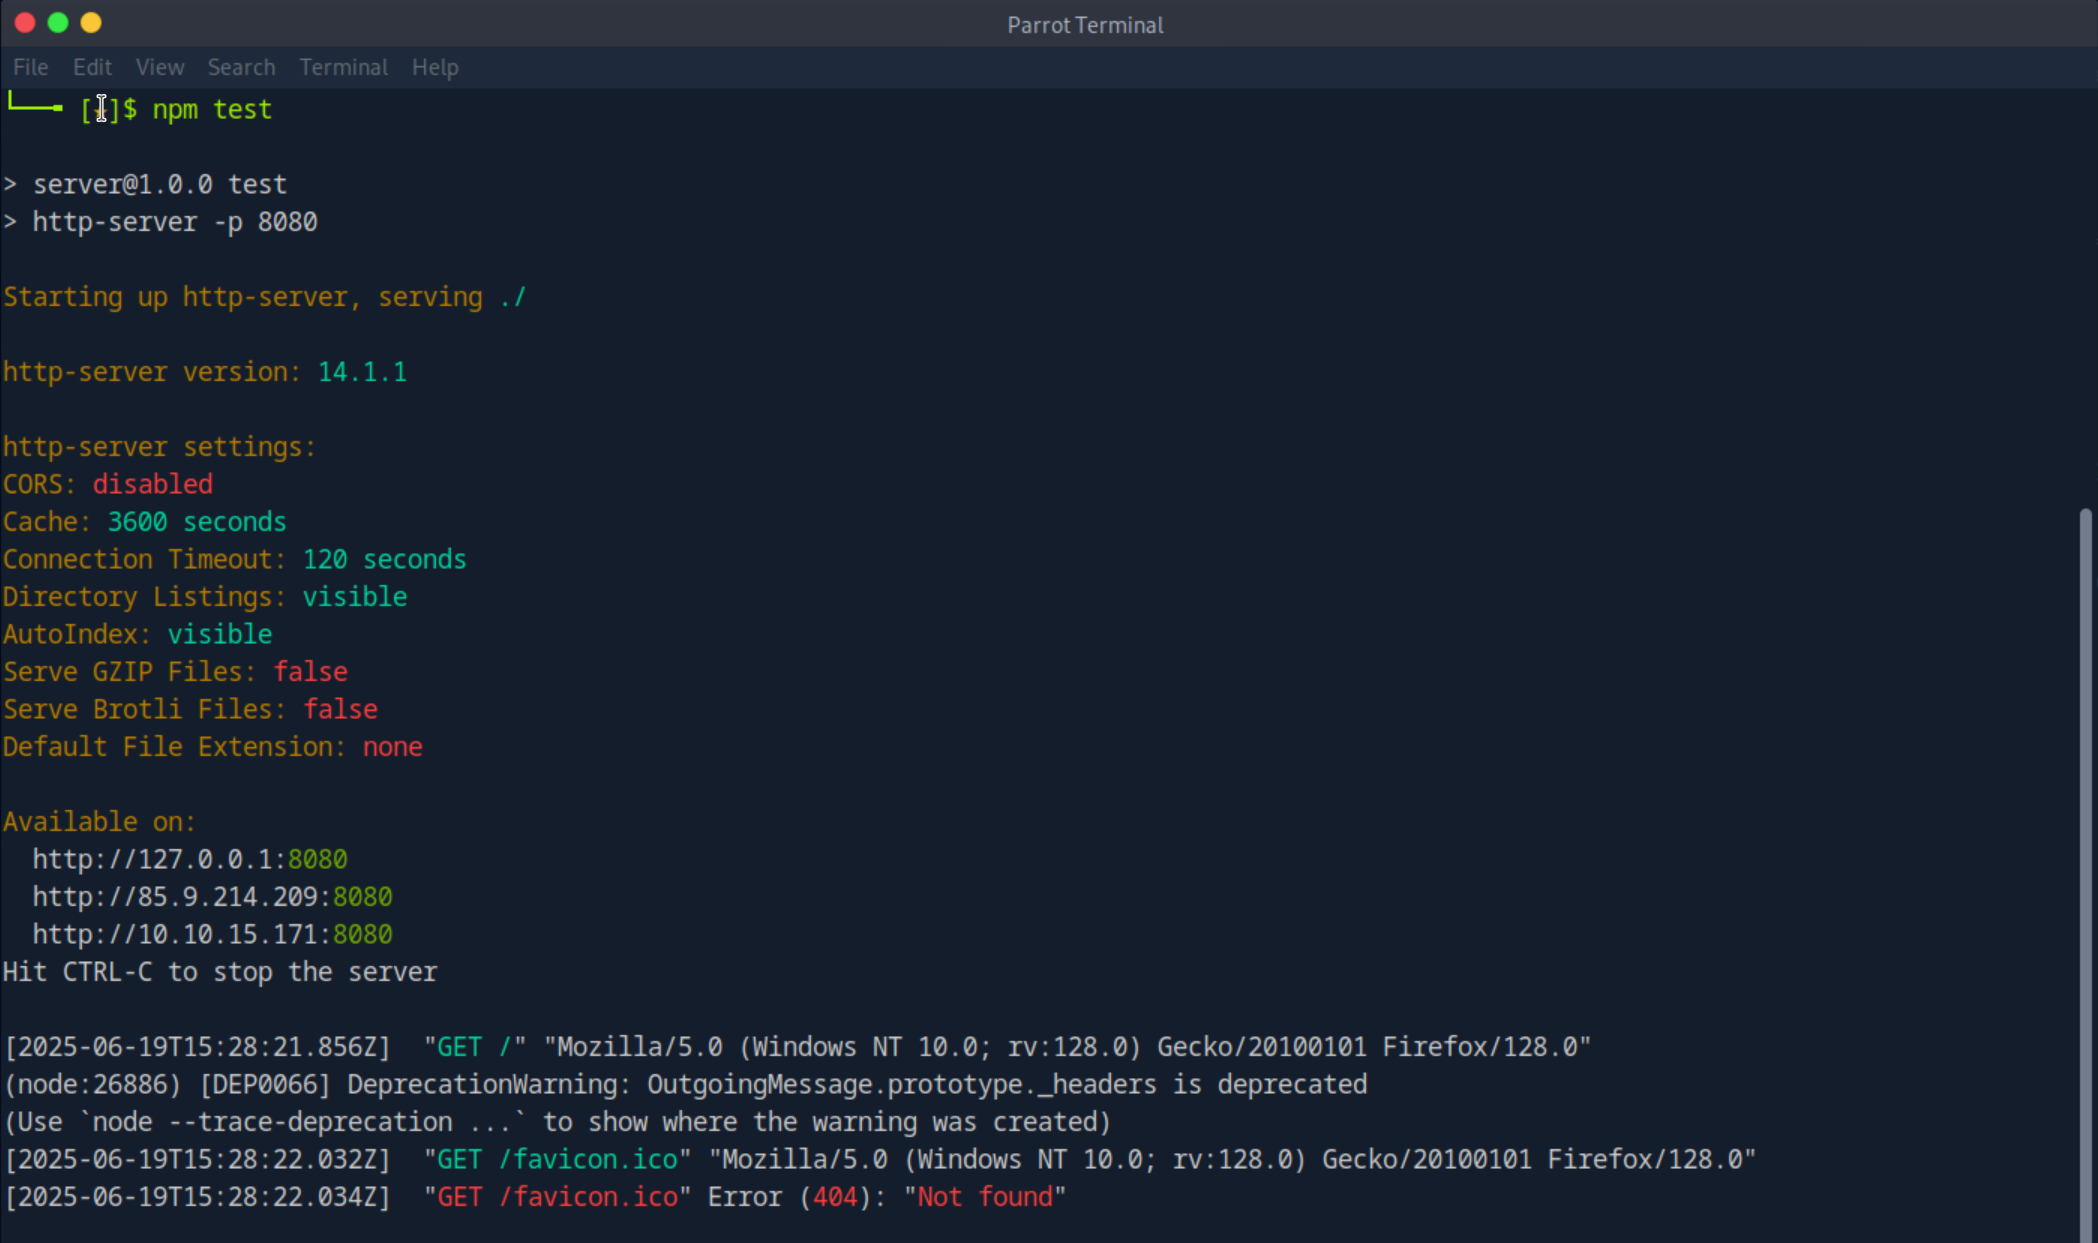 Parrot Terminal
File Edit View Search Terminal Help
└──╼ []$ npm test
> server@1.0.0 test
> http-server -p 8080
Starting up http-server, serving ./
http-server version: 14.1.1
http-server settings:
CORS: disabled
Cache: 3600 seconds
Connection Timeout: 120 seconds
Directory Listings: visible
AutoIndex: visible
Serve GZIP Files: false
Serve Brotli Files: false
Default File Extension: none
Available on:
  http://127.0.0.1:8080
  http://85.9.214.209:8080
  http://10.10.15.171:8080
Hit CTRL-C to stop the server
[2025-06-19T15:28:21.856Z]  "GET /" "Mozilla/5.0 (Windows NT 10.0; rv:128.0) Gecko/20100101 Firefox/128.0"
(node:26886) [DEP0066] DeprecationWarning: OutgoingMessage.prototype._headers is deprecated
(Use `node --trace-deprecation ...` to show where the warning was created)
[2025-06-19T15:28:22.032Z]  "GET /favicon.ico" "Mozilla/5.0 (Windows NT 10.0; rv:128.0) Gecko/20100101 Firefox/128.0"
[2025-06-19T15:28:22.034Z]  "GET /favicon.ico" Error (404): "Not found"